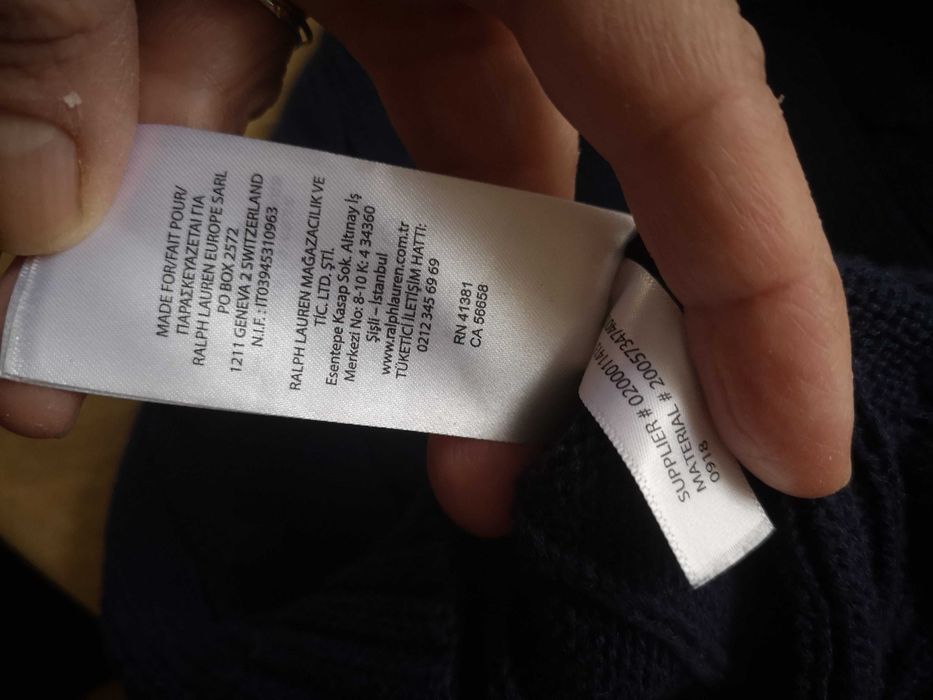 MADE FOR/FAIT POUR/
ΠΑΡΑΣΚΕΥΑΖΕΤΑΙ ΓΙΑ
RALPH LAUREN EUROPE SARL
PO BOX 2572
1211 GENEVA 2 SWITZERLAND
N.I.F. : IT03945310963
RALPH LAUREN MAĞAZACILIK VE
TİC. LTD. ŞTİ.
Esentepe Kasap Sok. Altınay İş
Merkezi No: 8-10 K: 4 34360
Şişli – İstanbul
www.ralphlauren.com.tr
TÜKETİCİ İLETİŞİM HATTI:
0212 345 69 69
RN 41381
CA 56658
SUPPLIER #
MATERIAL #
0918